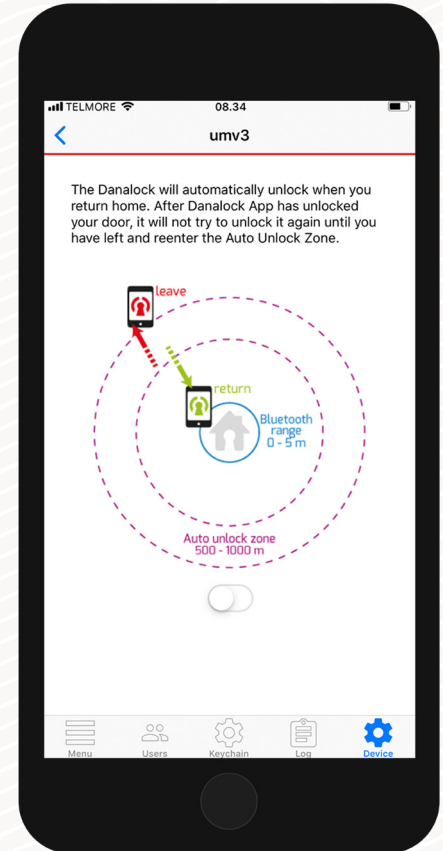 TELMORE 08.34
umv3
The Danalock will automatically unlock when you
return home. After Danalock App has unlocked
your door, it will not try to unlock it again until you
have left and reenter the Auto Unlock Zone.
leave
return
Bluetooth
range
0 - 5 m
Auto unlock zone
500 - 1000 m
Menu Users Keychain Log Device